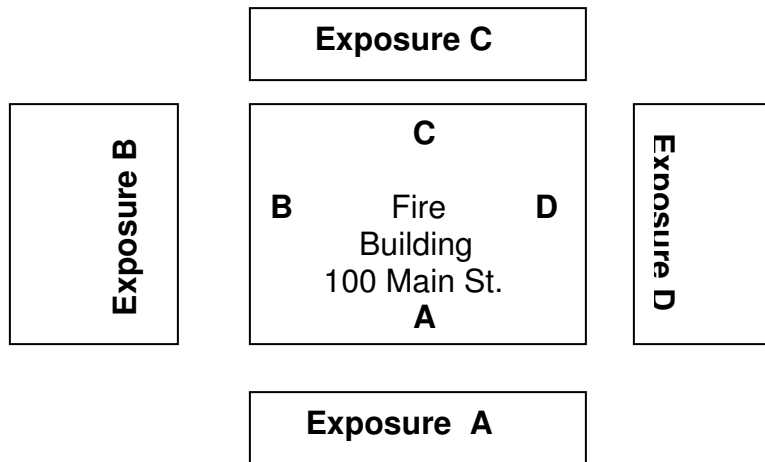 Exposure C
C
Exposure B
B Fire D
Building
100 Main St.
A
Exposure D
Exposure A